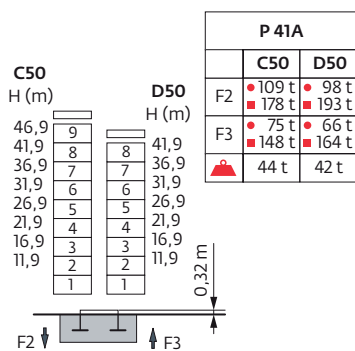 P 41A
C50 D50
F2 109 t 98 t
178 t 193 t
F3 75 t 66 t
148 t 164 t
44 t 42 t
C50
H (m)
D50
H (m)
46,9 9
41,9 8 8 41,9
36,9 7 7 36,9
31,9 6 6 31,9
26,9 5 5 26,9
21,9 4 4 21,9
16,9 3 3 16,9
11,9 2 2 11,9
1 1
0,32 m
F2 F3